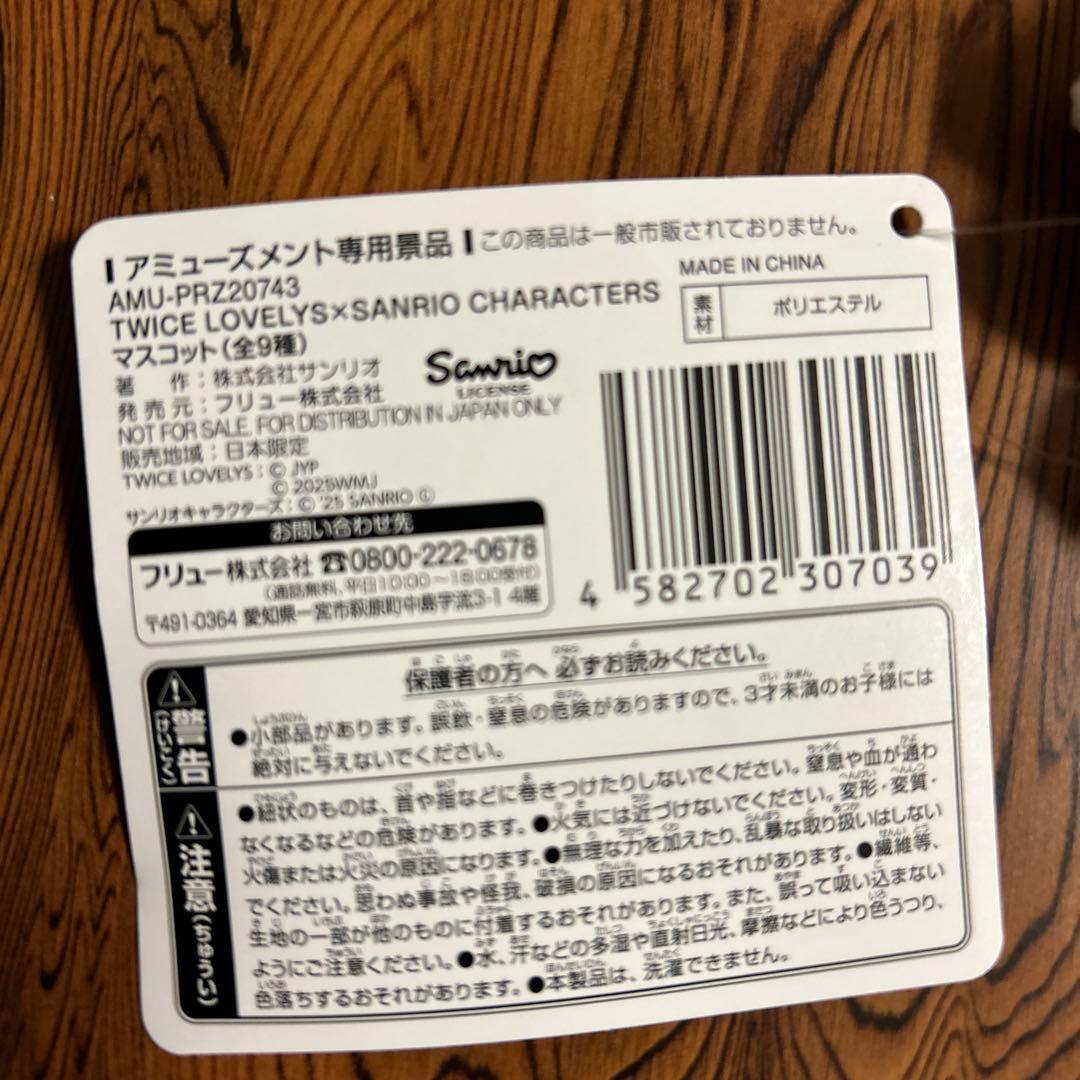 アミューズメント専用景品 この商品は一般市販されておりません。
AMU-PRZ20743
TWICE LOVELYS×SANRIO CHARACTERS
マスコット(全9種)
著 作：株式会社サンリオ
発 売 元：フリュー株式会社
NOT FOR SALE. FOR DISTRIBUTION IN JAPAN ONLY
販売地域：日本限定
TWICE LOVELYS：© JYP
© 2025WMJ
サンリオキャラクターズ：© '25 SANRIO Ⓛ
Sanrio
LICENSE
MADE IN CHINA
素材 ポリエステル
4 582702 307039
お問い合わせ先
フリュー株式会社 ☎0800-222-0678
(通話無料、平日10:00〜18:00受付)
〒491-0364 愛知県一宮市萩原町中島字流3-1 4階
保護者の方へ 必ずお読みください。
警告(けいこく)
●小部品があります。誤飲・窒息の危険がありますので、3才未満のお子様には
絶対に与えないでください。
注意(ちゅうい)
●紐状のものは、首や指などに巻きつけたりしないでください。窒息や血が通わ
なくなるなどの危険があります。●火気には近づけないでください。変形・変質・
火傷または火災の原因になります。●無理な力を加えたり、乱暴な取り扱いはしない
でください。思わぬ事故や怪我、破損の原因になるおそれがあります。●繊維等、
生地の一部が他のものに付着するおそれがあります。また、誤って吸い込まない
ようにご注意ください。●水、汗などの多湿や直射日光、摩擦などにより色うつり、
色落ちするおそれがあります。●本製品は、洗濯できません。